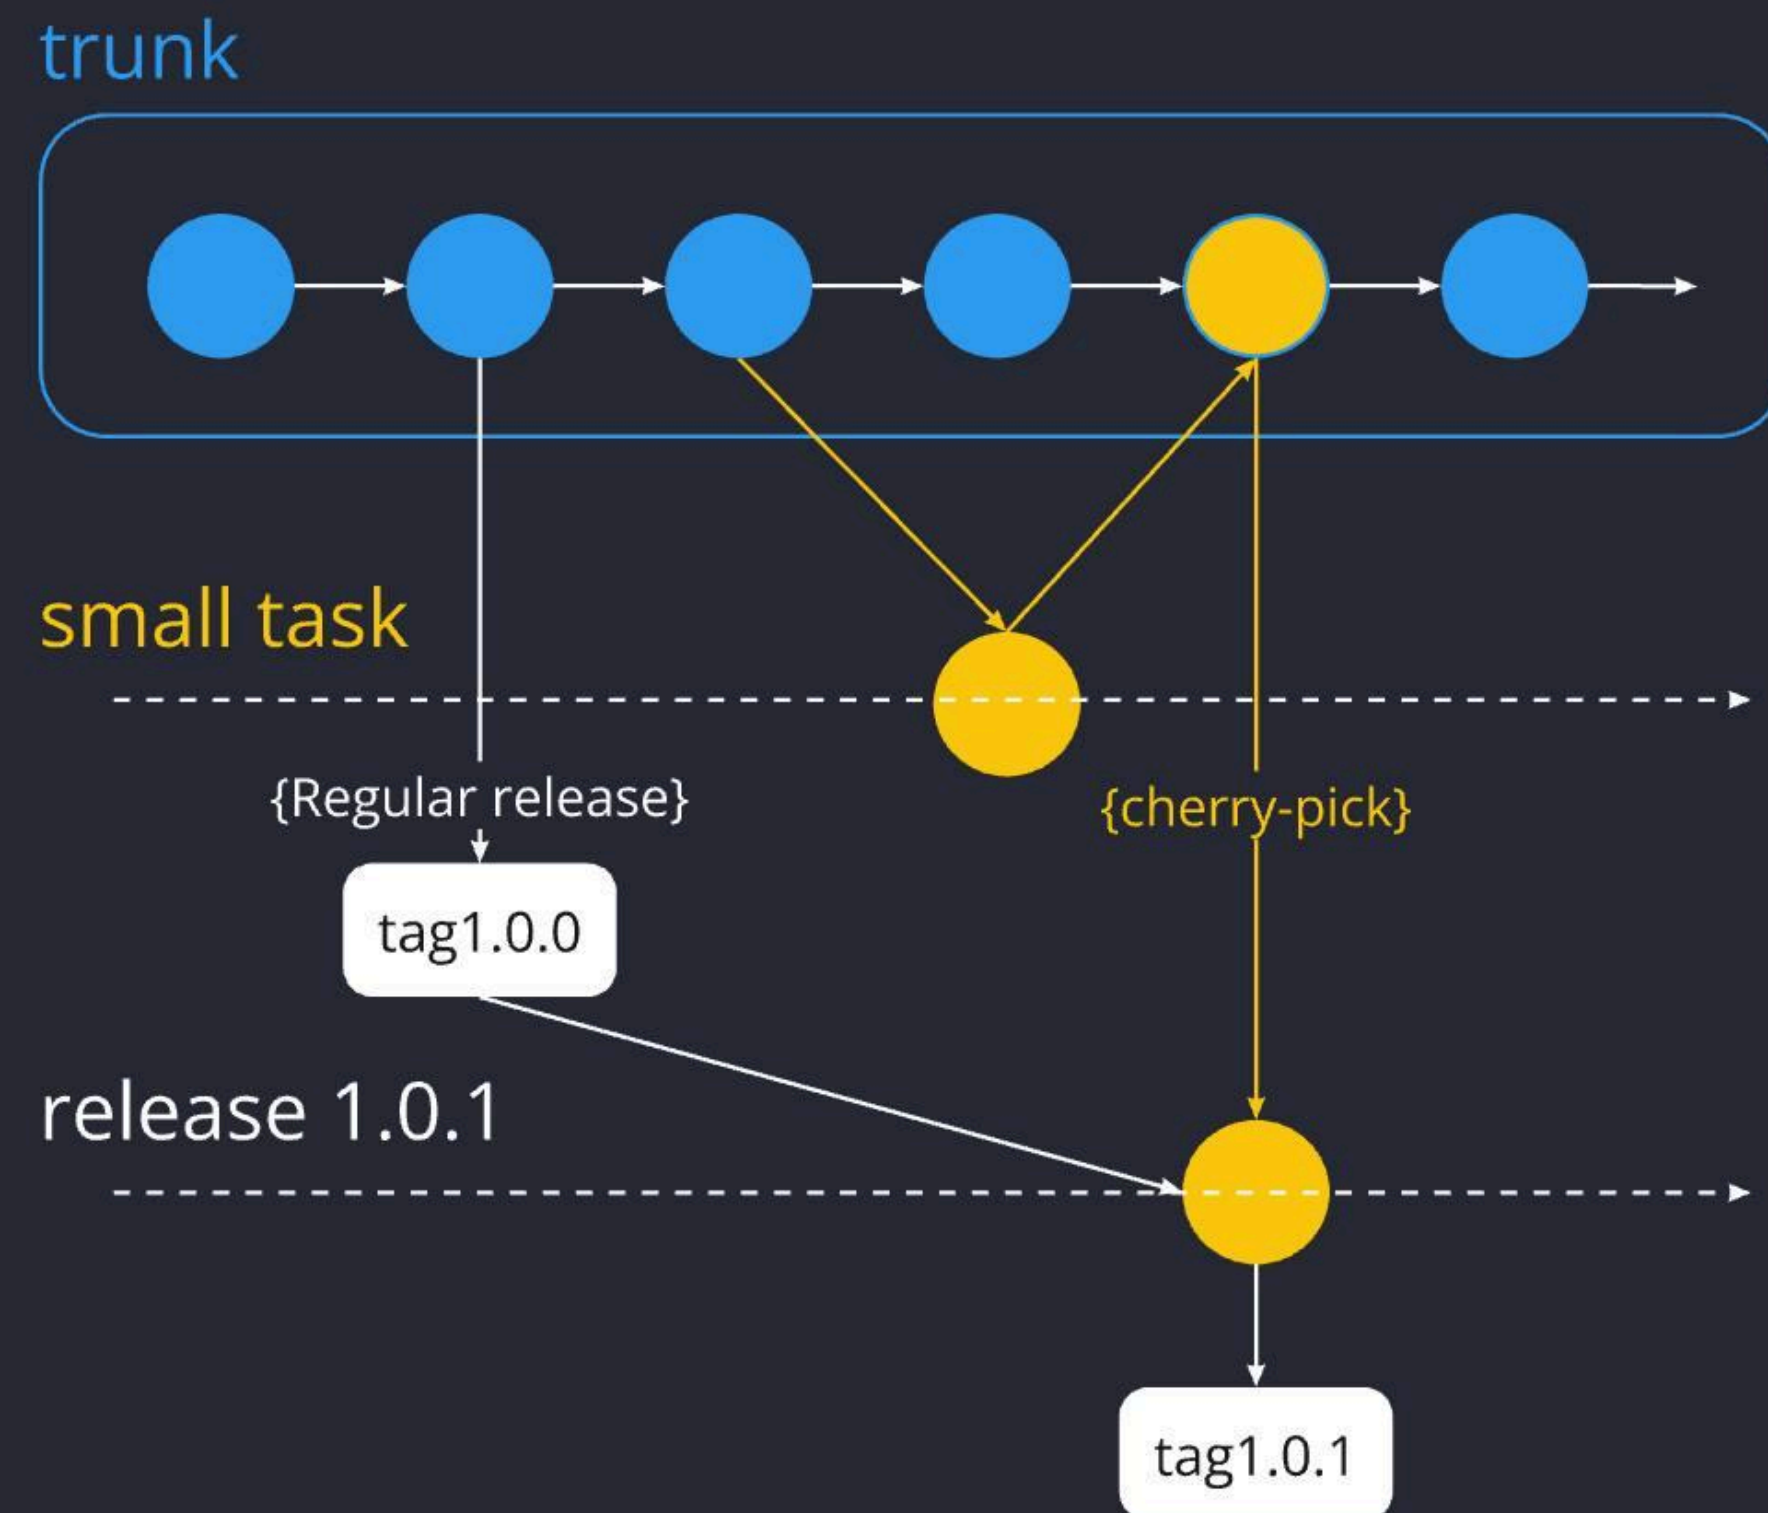 trunk
small task
{Regular release}
{cherry-pick}
tag1.0.0
release 1.0.1
tag1.0.1